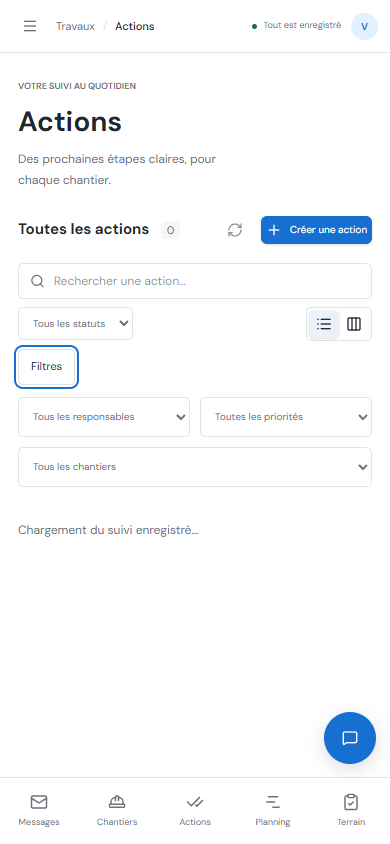 Travaux / Actions
Tout est enregistré
V
VOTRE SUIVI AU QUOTIDIEN
Actions
Des prochaines étapes claires, pour
chaque chantier.
Toutes les actions 0
Créer une action
Rechercher une action...
Tous les statuts
Filtres
Tous les responsables
Toutes les priorités
Tous les chantiers
Chargement du suivi enregistré...
Messages
Chantiers
Actions
Planning
Terrain